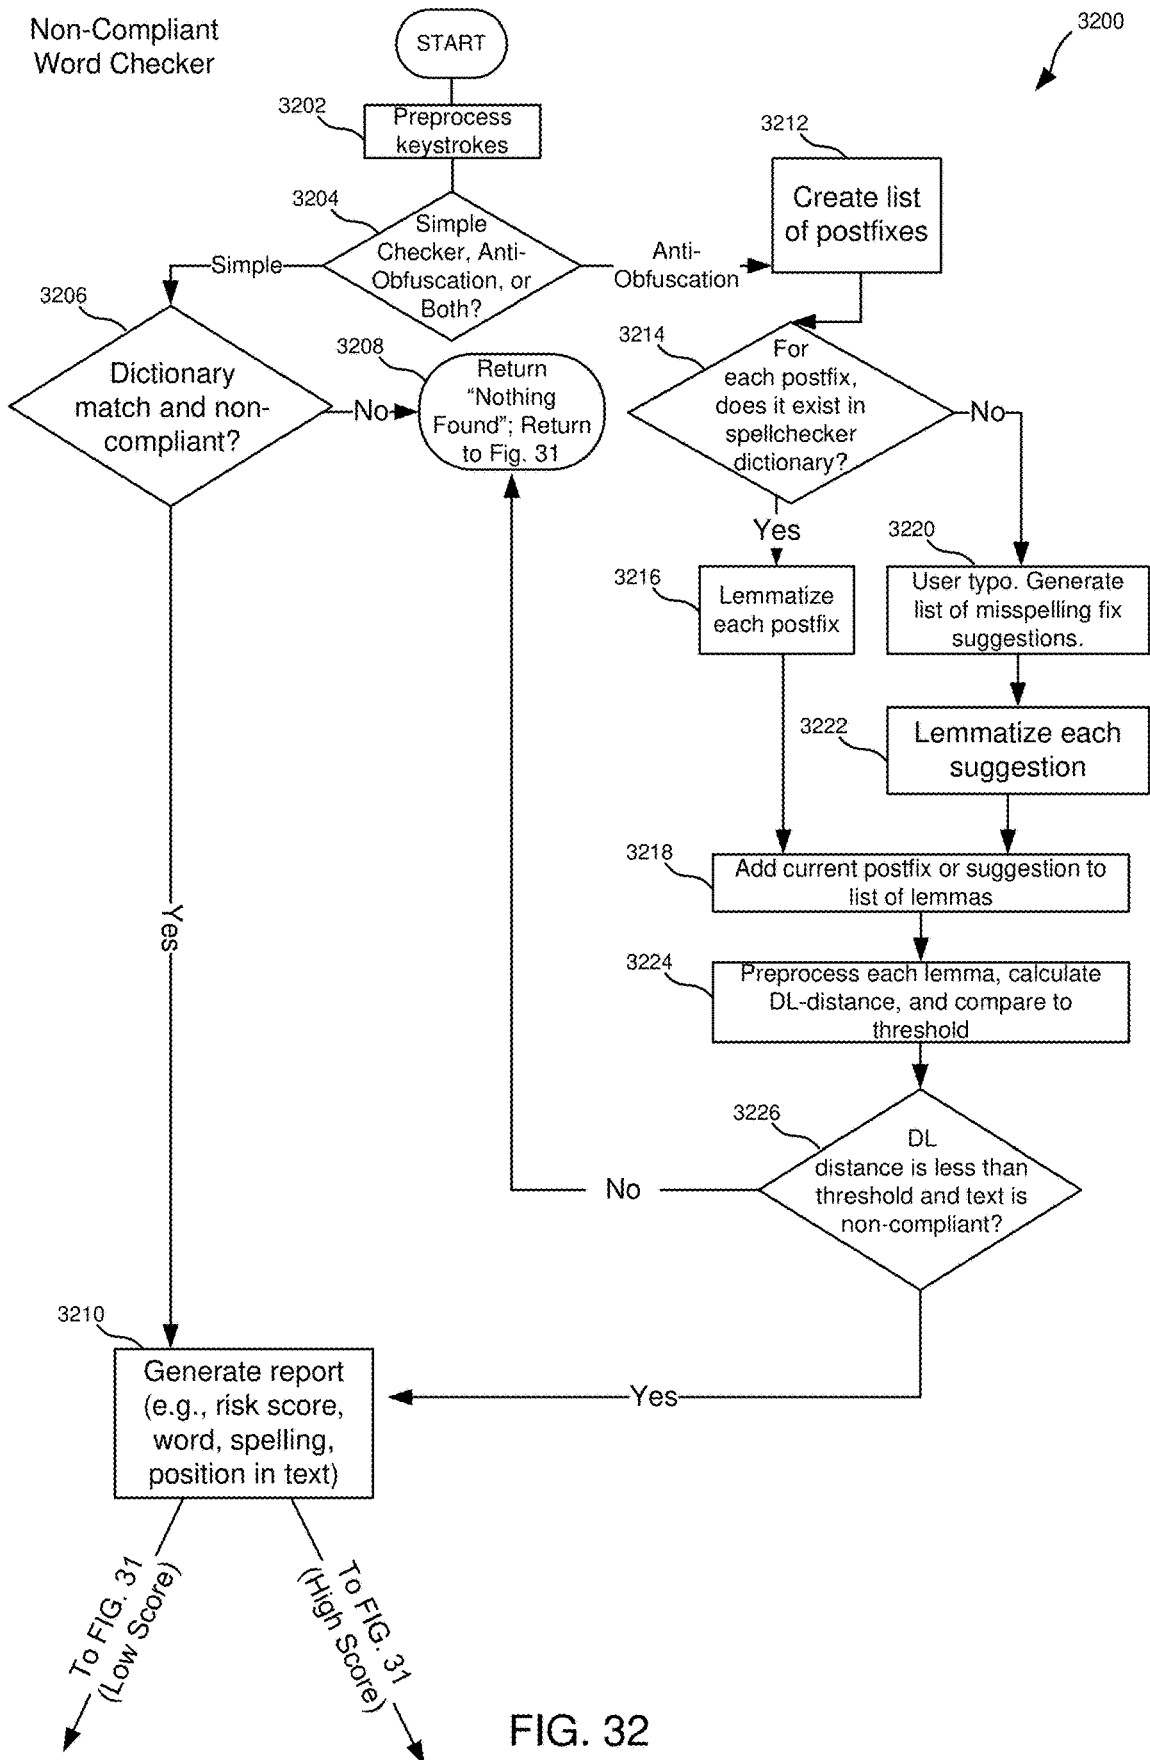 Non-Compliant
Word Checker
START
3200
3202
Preprocess
keystrokes
3204
Simple
Checker, Anti-
Obfuscation, or
Both?
Simple
Anti-
Obfuscation
3212
Create list
of postfixes
3206
Dictionary
match and non-
compliant?
No
3208
Return
“Nothing
Found”; Return
to Fig. 31
3214
For
each postfix,
does it exist in
spellchecker
dictionary?
No
Yes
3216
Lemmatize
each postfix
3220
User typo. Generate
list of misspelling fix
suggestions.
3222
Lemmatize each
suggestion
3218
Add current postfix or suggestion to
list of lemmas
3224
Preprocess each lemma, calculate
DL-distance, and compare to
threshold
Yes
3226
DL
distance is less than
threshold and text is
non-compliant?
No
Yes
3210
Generate report
(e.g., risk score,
word, spelling,
position in text)
To FIG. 31
(Low Score)
To FIG. 31
(High Score)
FIG. 32